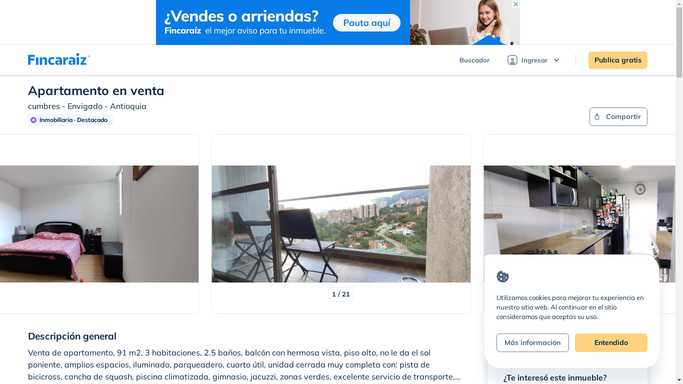 ¿Vendes o arriendas?
Fincaraíz el mejor aviso para tu inmueble.
Pauta aquí
Fincaraíz
Buscador
Ingresar
Publica gratis
Apartamento en venta
cumbres - Envigado - Antioquia
Inmobiliaria · Destacado
Compartir
1 / 21
Utilizamos cookies para mejorar tu experiencia en
nuestro sitio web. Al continuar en el sitio
consideramos que aceptas su uso.
Más información
Entendido
Descripción general
Venta de apartamento, 91 m2, 3 habitaciones, 2.5 baños, balcón con hermosa vista, piso alto, no le da el sol
poniente, amplios espacios, iluminado, parqueadero, cuarto útil, unidad cerrada muy completa con: pista de
bicicross, cancha de squash, piscina climatizada, gimnasio, jacuzzi, zonas verdes, excelente servicio de transporte,...
¿Te interesó este inmueble?